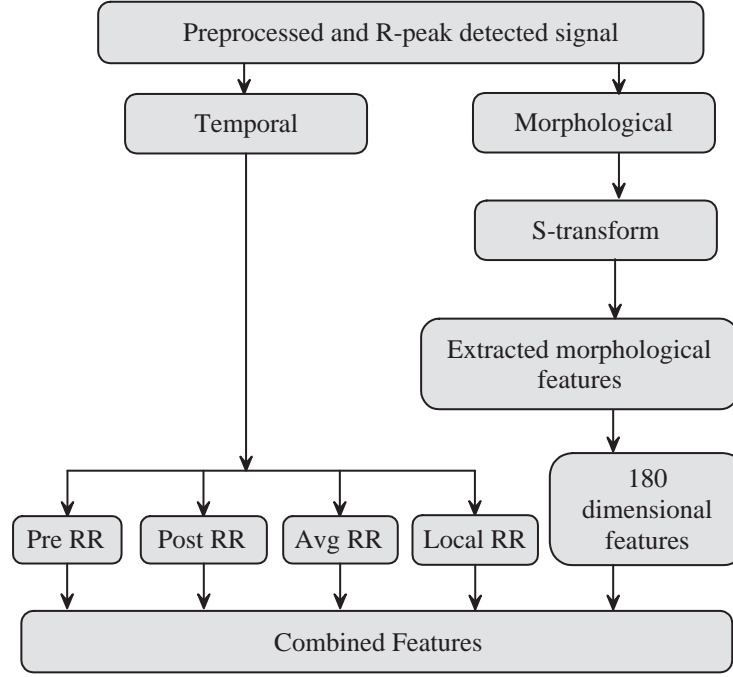 Preprocessed and R-peak detected signal
Temporal
Morphological
S-transform
Extracted morphological
features
180
dimensional
features
Pre RR
Post RR
Avg RR
Local RR
Combined Features